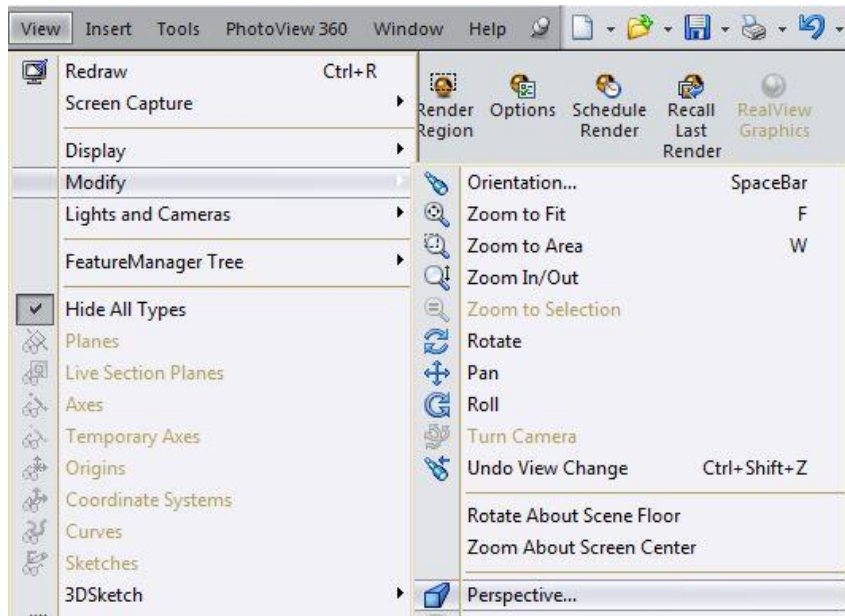 View Insert Tools PhotoView 360 Window Help
Redraw Ctrl+R
Screen Capture
Display
Modify
Lights and Cameras
FeatureManager Tree
Hide All Types
Planes
Live Section Planes
Axes
Temporary Axes
Origins
Coordinate Systems
Curves
Sketches
3DSketch
Render
Region
Options
Schedule
Render
Recall
Last
Render
RealView
Graphics
Orientation... SpaceBar
Zoom to Fit F
Zoom to Area W
Zoom In/Out
Zoom to Selection
Rotate
Pan
Roll
Turn Camera
Undo View Change Ctrl+Shift+Z
Rotate About Scene Floor
Zoom About Screen Center
Perspective...